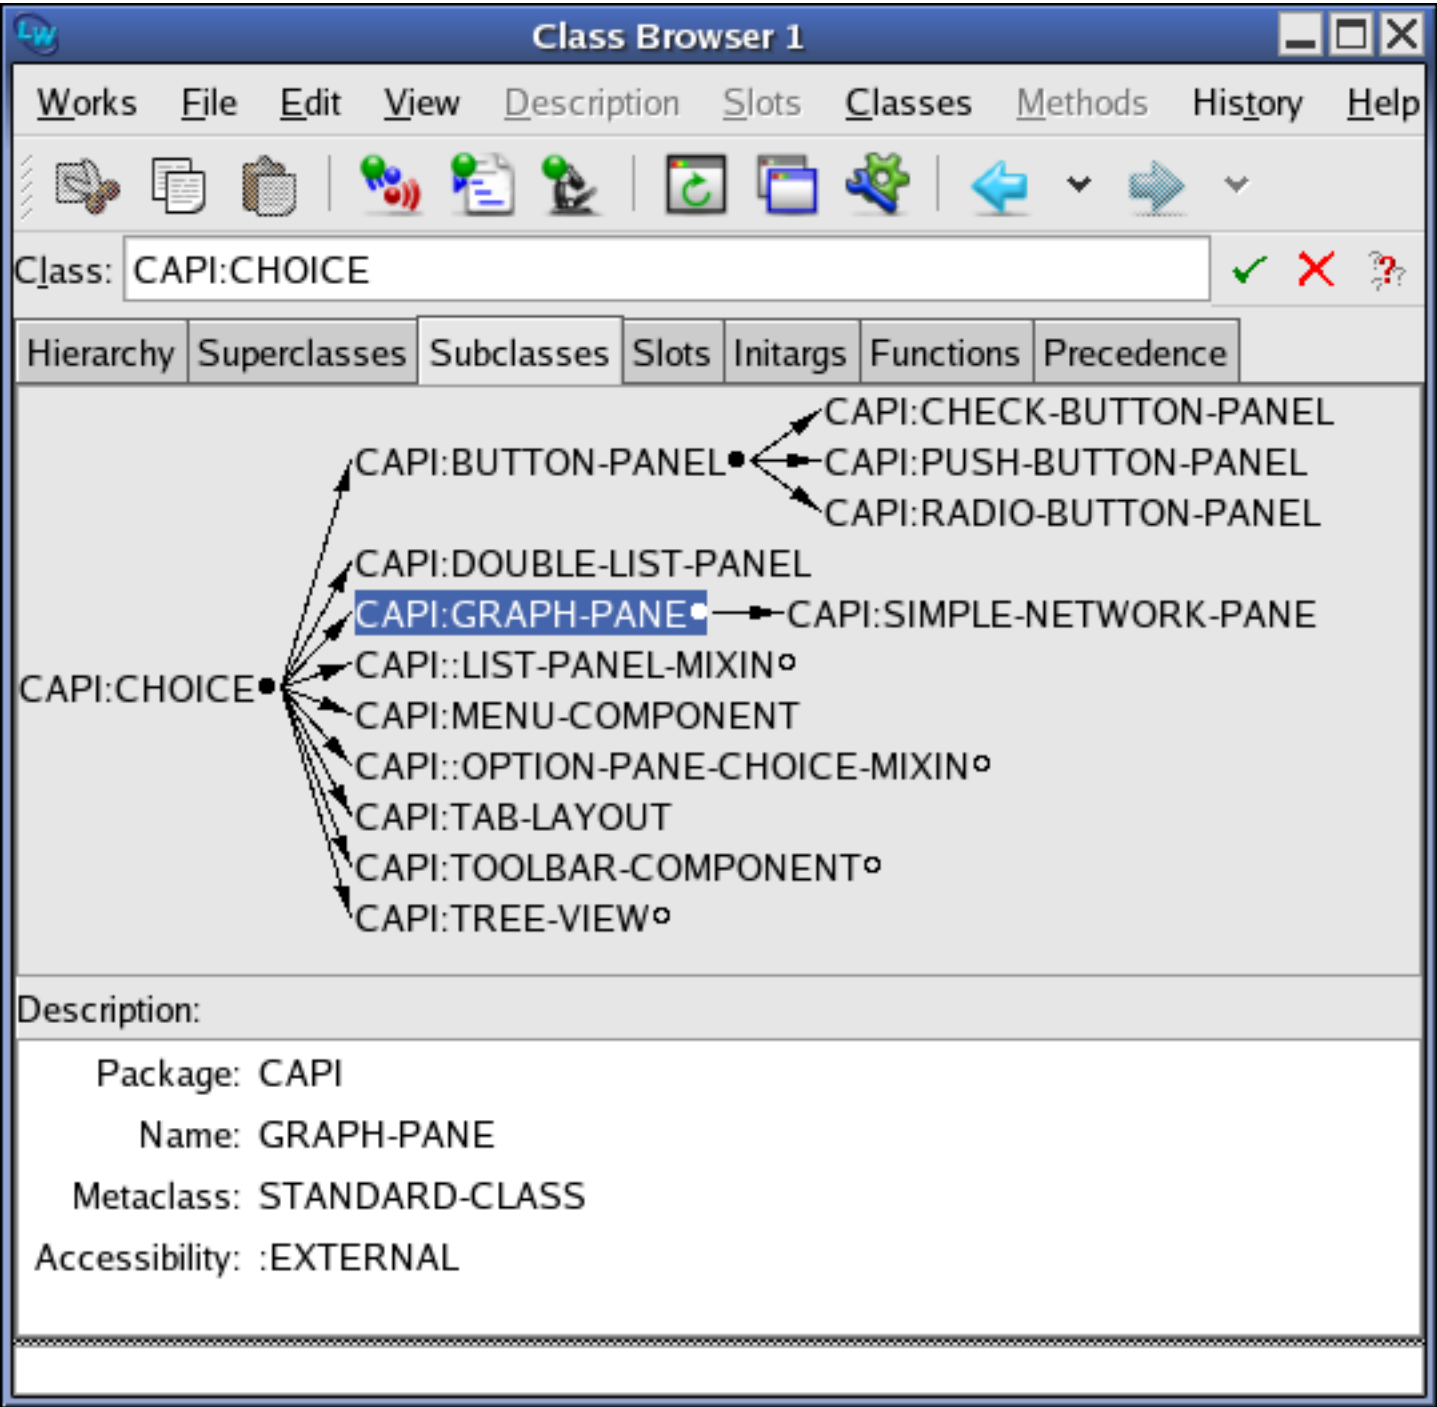 LW
Class Browser 1
Works File Edit View Description Slots Classes Methods History Help
Class: CAPI:CHOICE
Hierarchy Superclasses Subclasses Slots Initargs Functions Precedence
CAPI:CHECK-BUTTON-PANEL
CAPI:BUTTON-PANEL CAPI:PUSH-BUTTON-PANEL
CAPI:RADIO-BUTTON-PANEL
CAPI:DOUBLE-LIST-PANEL
CAPI:GRAPH-PANE CAPI:SIMPLE-NETWORK-PANE
CAPI::LIST-PANEL-MIXIN
CAPI:CHOICE
CAPI:MENU-COMPONENT
CAPI::OPTION-PANE-CHOICE-MIXIN
CAPI:TAB-LAYOUT
CAPI:TOOLBAR-COMPONENT
CAPI:TREE-VIEW
Description:
Package: CAPI
Name: GRAPH-PANE
Metaclass: STANDARD-CLASS
Accessibility: :EXTERNAL